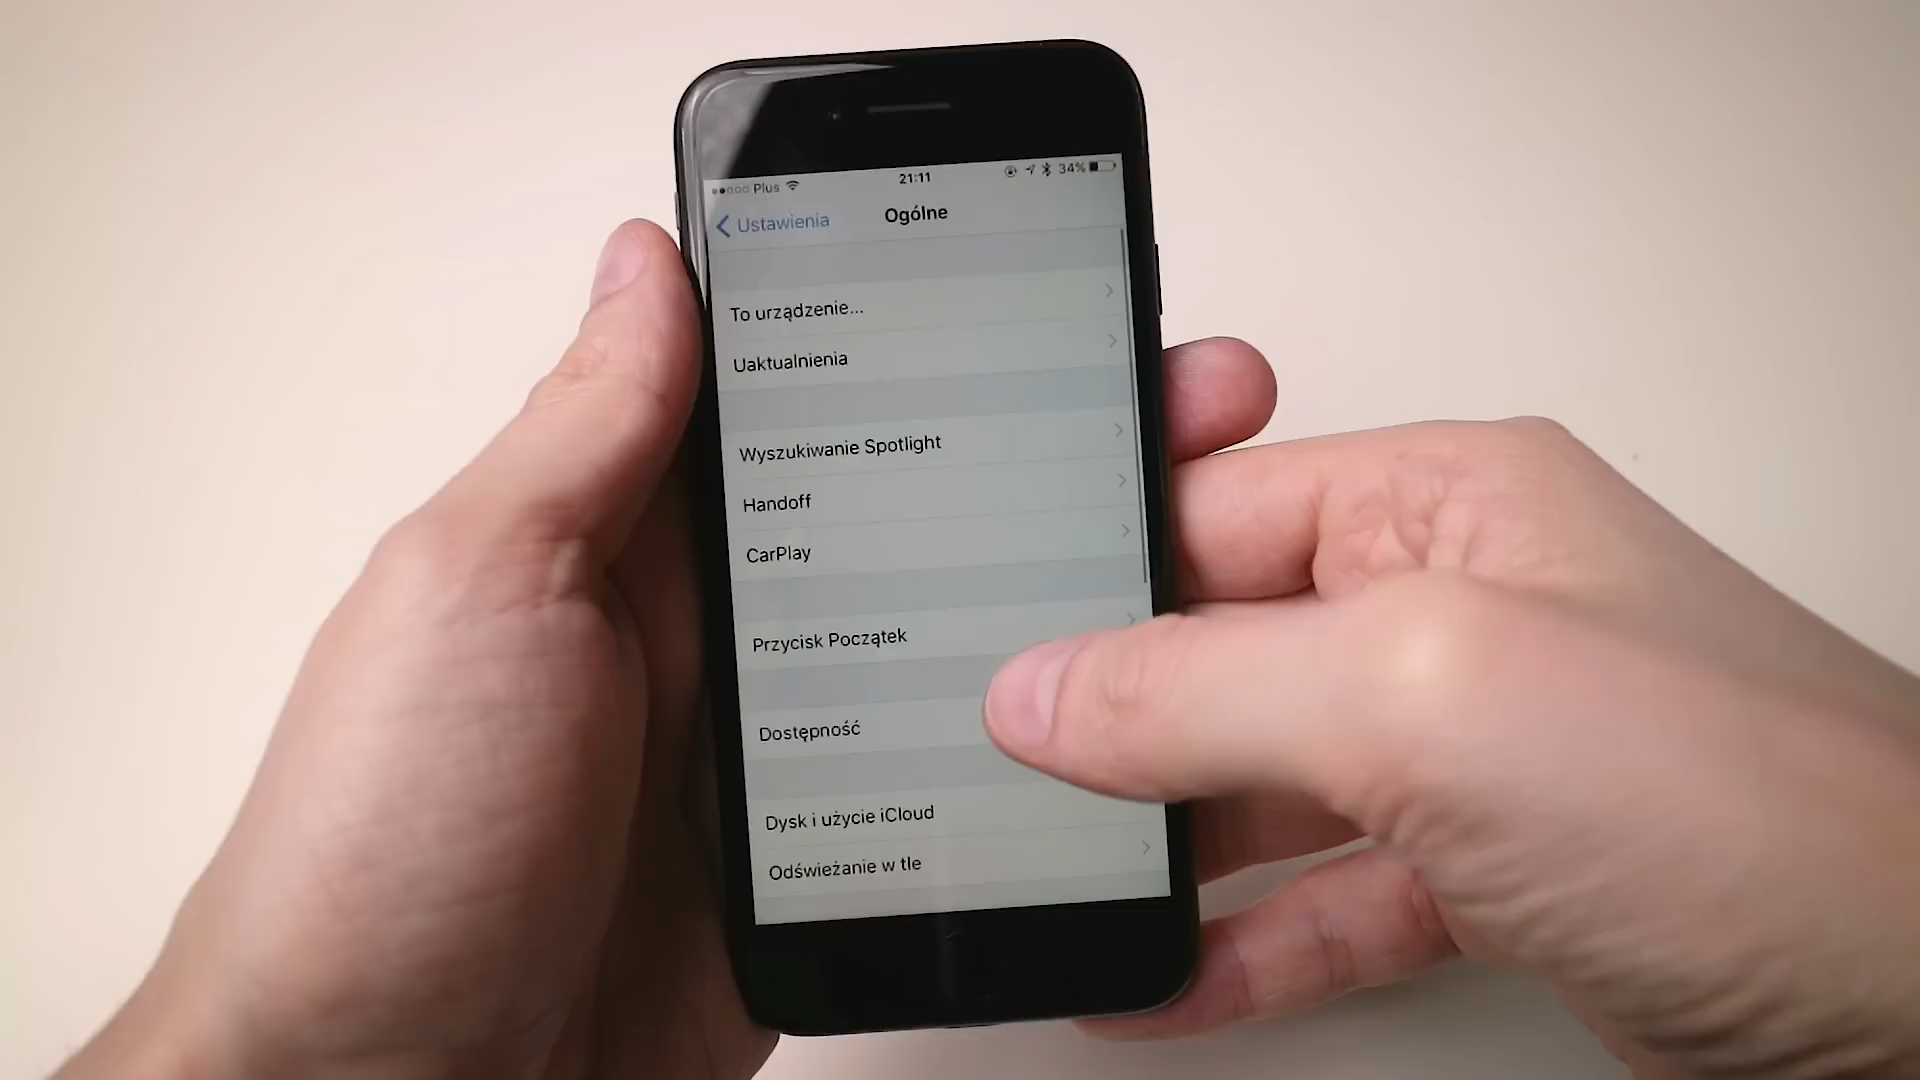 Plus 21:11 34%
Ustawienia Ogólne
To urządzenie...
Uaktualnienia
Wyszukiwanie Spotlight
Handoff
CarPlay
Przycisk Początek
Dostępność
Dysk i użycie iCloud
Odświeżanie w tle